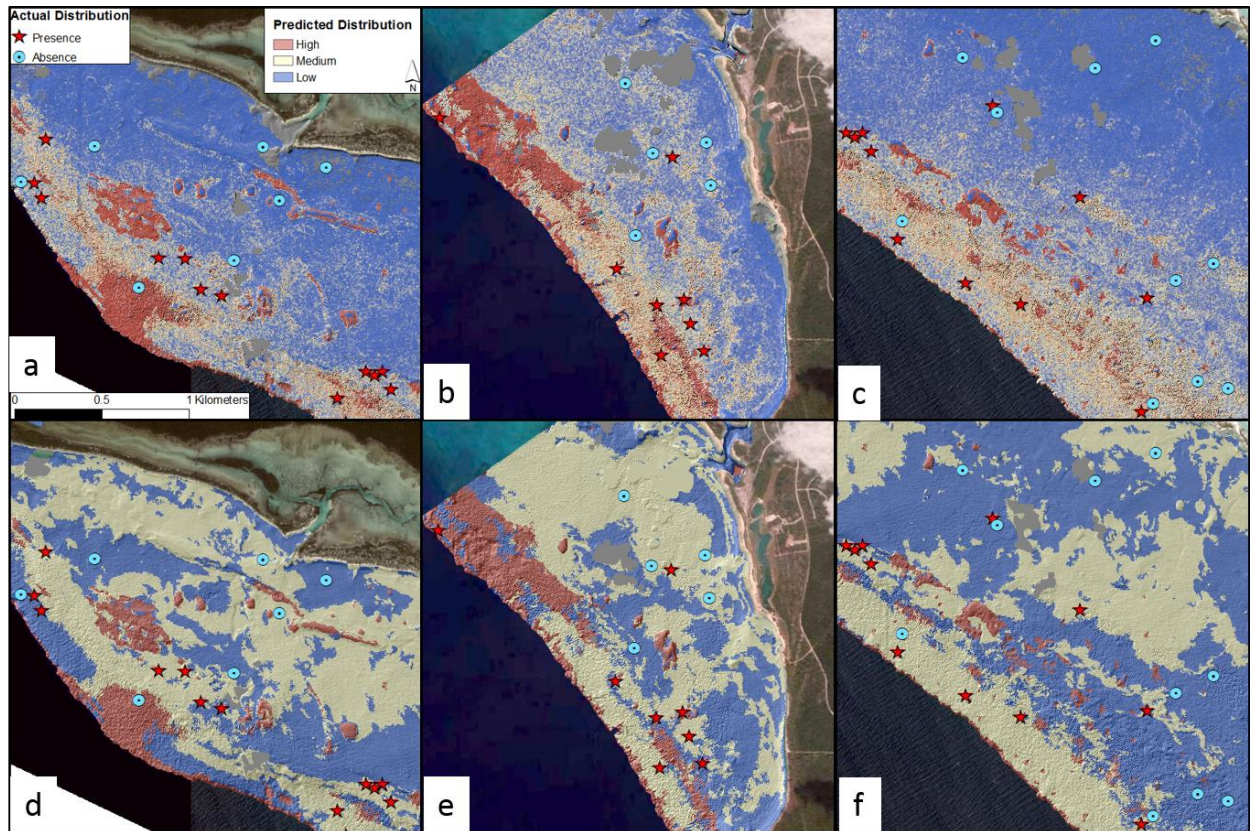 Actual Distribution
Presence
Absence
Predicted Distribution
High
Medium
Low
N
a
b
c
0 0.5 1 Kilometers
d
e
f